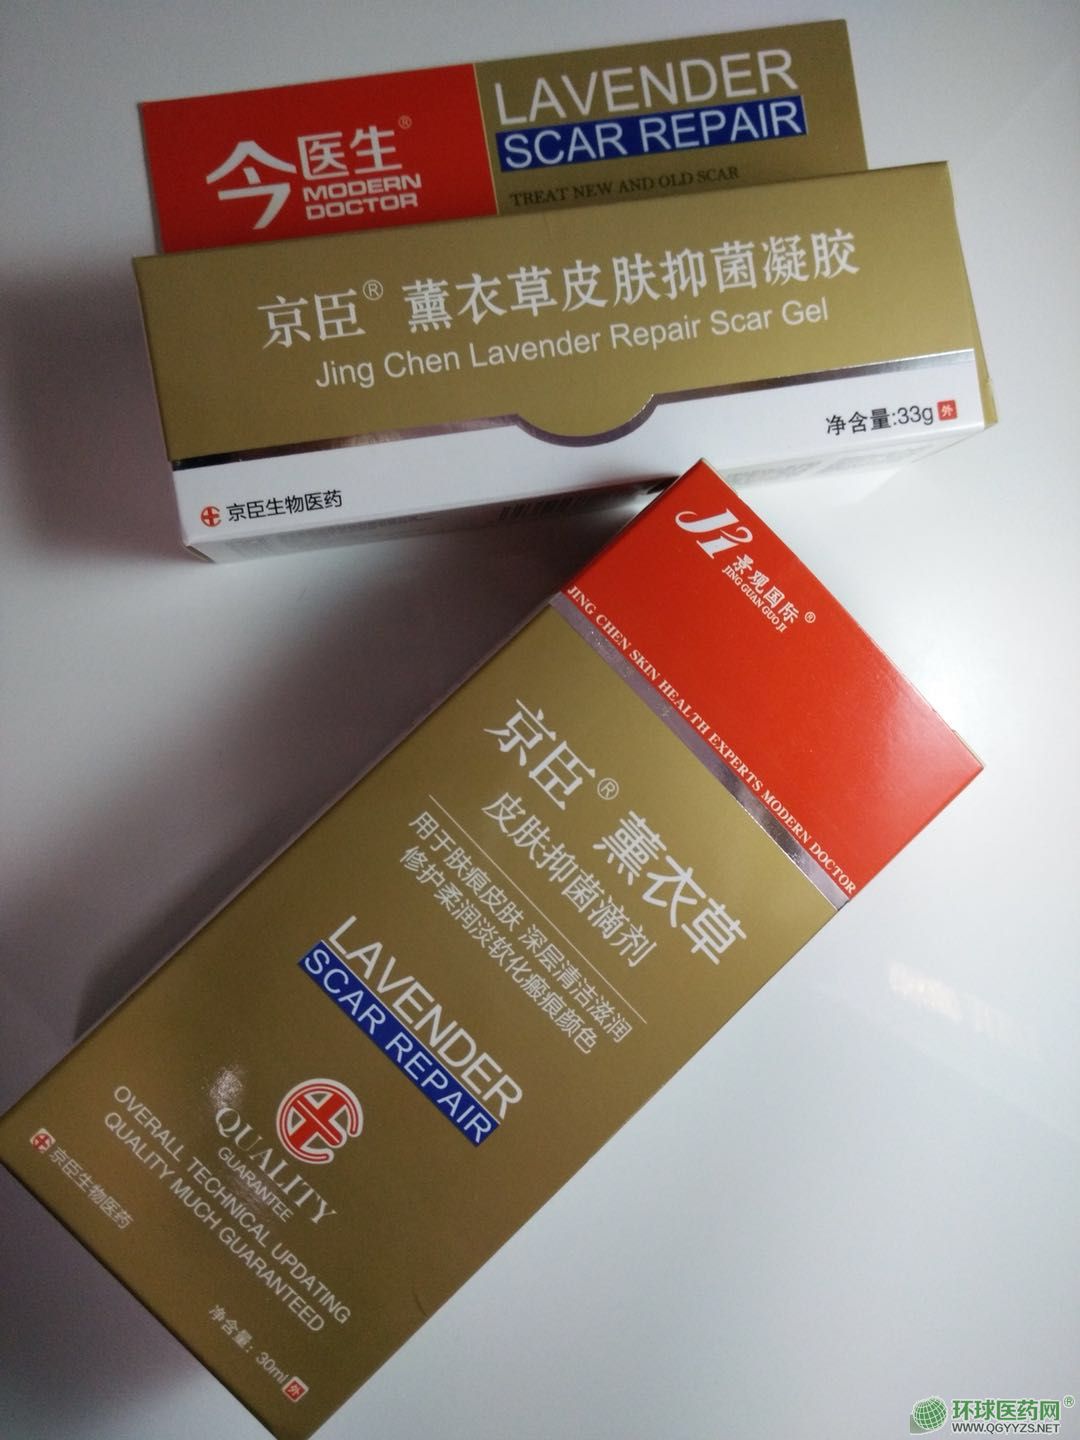 今医生®
MODERN
DOCTOR
LAVENDER
SCAR REPAIR
TREAT NEW AND OLD SCAR
京臣® 薰衣草皮肤抑菌凝胶
Jing Chen Lavender Repair Scar Gel
净含量:33g 外
京臣生物医药
景观国际®
JING GUAN GUO JI
JING CHEN SKIN HEALTH EXPERTS MODERN DOCTOR
京臣® 薰衣草
皮肤抑菌滴剂
用于肤痕皮肤 深层清洁滋润
修护柔润淡软化瘢痕颜色
LAVENDER
SCAR REPAIR
QUALITY
GUARANTEE
OVERALL TECHNICAL UPDATING
QUALITY MUCH GUARANTEED
京臣生物医药
净含量：30ml 外
环球医药网®
WWW.QGYYZS.NET